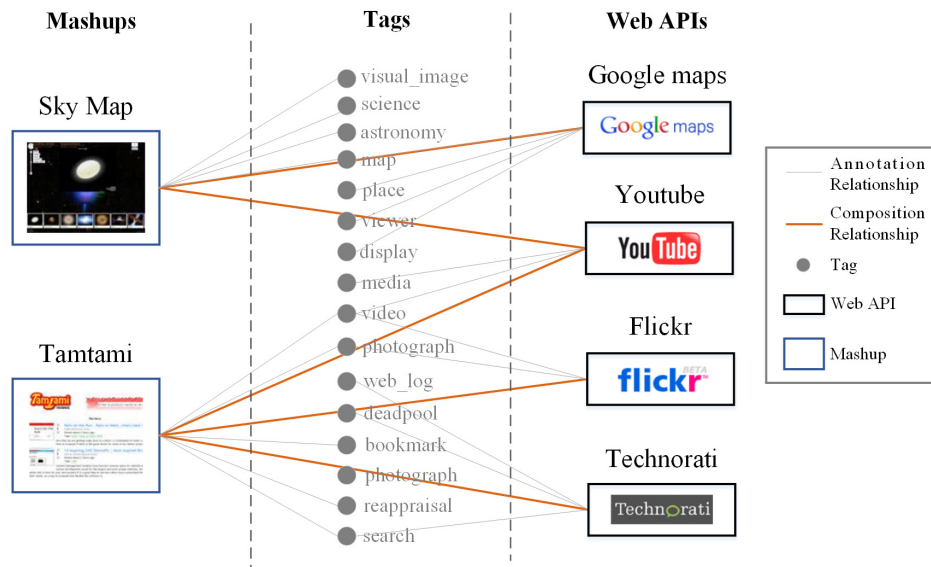 Mashups
Tags
Web APIs
Sky Map
visual_image
science
astronomy
map
place
viewer
display
media
video
photograph
web_log
deadpool
bookmark
photograph
reappraisal
search
Tamtami
Tamtami
Google maps
Google maps
Youtube
YouTube
Flickr
BETA
flickr™
Technorati
Technorati
Annotation
Relationship
Composition
Relationship
Tag
Web API
Mashup